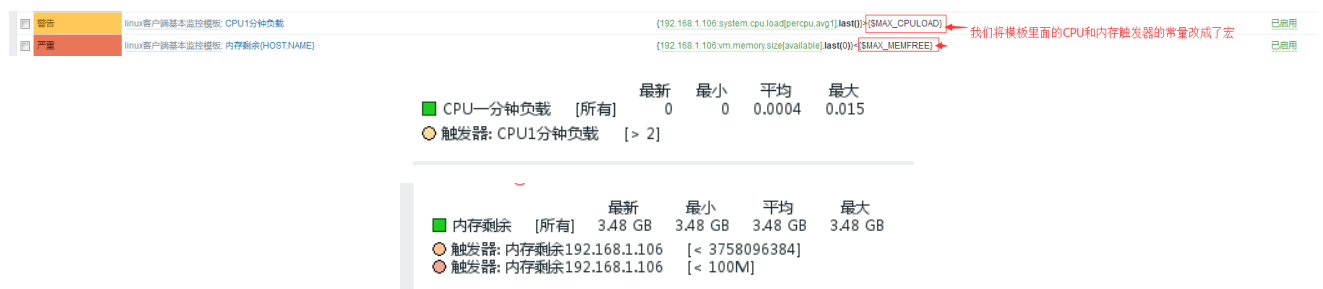 警告 linux客户端基本监控模板: CPU1分钟负载 {192.168.1.106:system.cpu.load[percpu,avg1].last()}>{$MAX_CPULOAD} 已启用
我们将模板里面的CPU和内存触发器的常量改成了宏
严重 linux客户端基本监控模板: 内存剩余{HOST.NAME} {192.168.1.106:vm.memory.size[available].last(0)}<{$MAX_MEMFREE} 已启用
最新 最小 平均 最大
CPU一分钟负载 [所有] 0 0 0.0004 0.015
触发器: CPU1分钟负载 [> 2]
最新 最小 平均 最大
内存剩余 [所有] 3.48 GB 3.48 GB 3.48 GB 3.48 GB
触发器: 内存剩余192.168.1.106 [< 3758096384]
触发器: 内存剩余192.168.1.106 [< 100M]